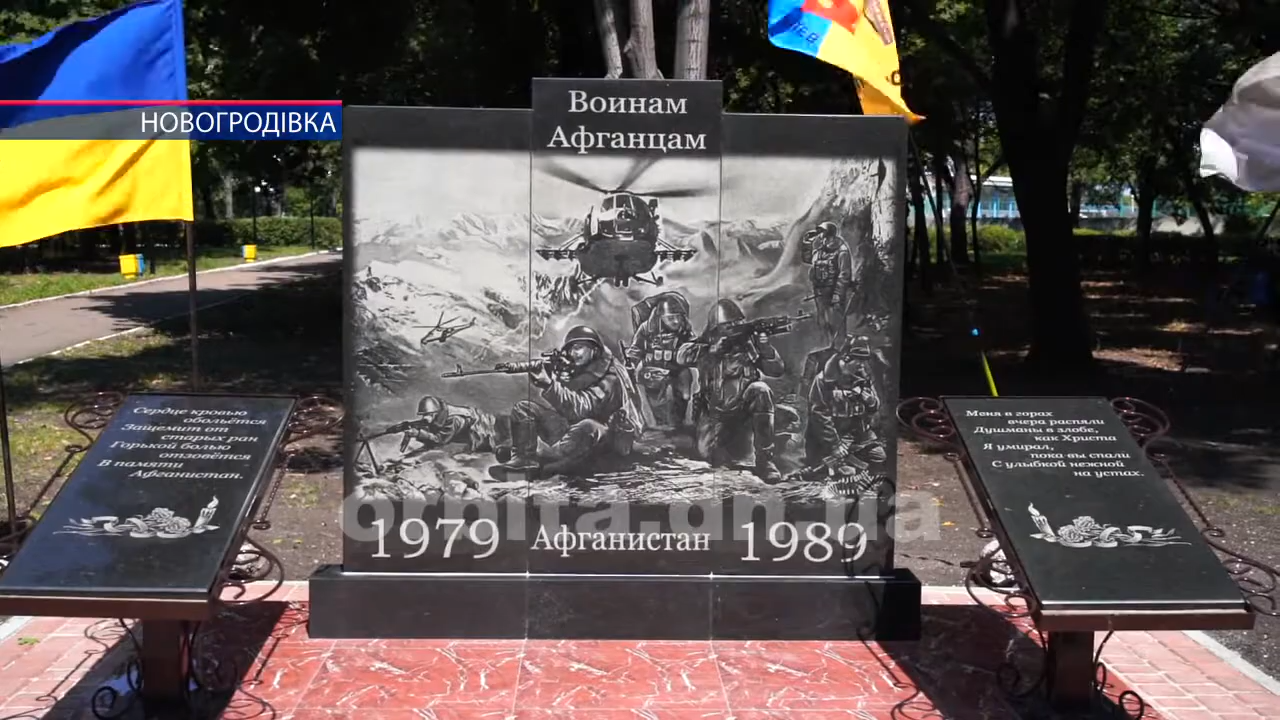 НОВОГРОДІВКА
Воинам
Афганцам
Сердце кровью
обольётся
Защемит от
старых ран
Горькой болью
отзовётся
В памяти
Афганистан.
Меня в горах
вчера распяли
Душманы в злобе,
как Христа
Я умирал,
пока вы спали
С улыбкой нежной
на устах.
orbita.dn.ua
1979 Афганистан 1989